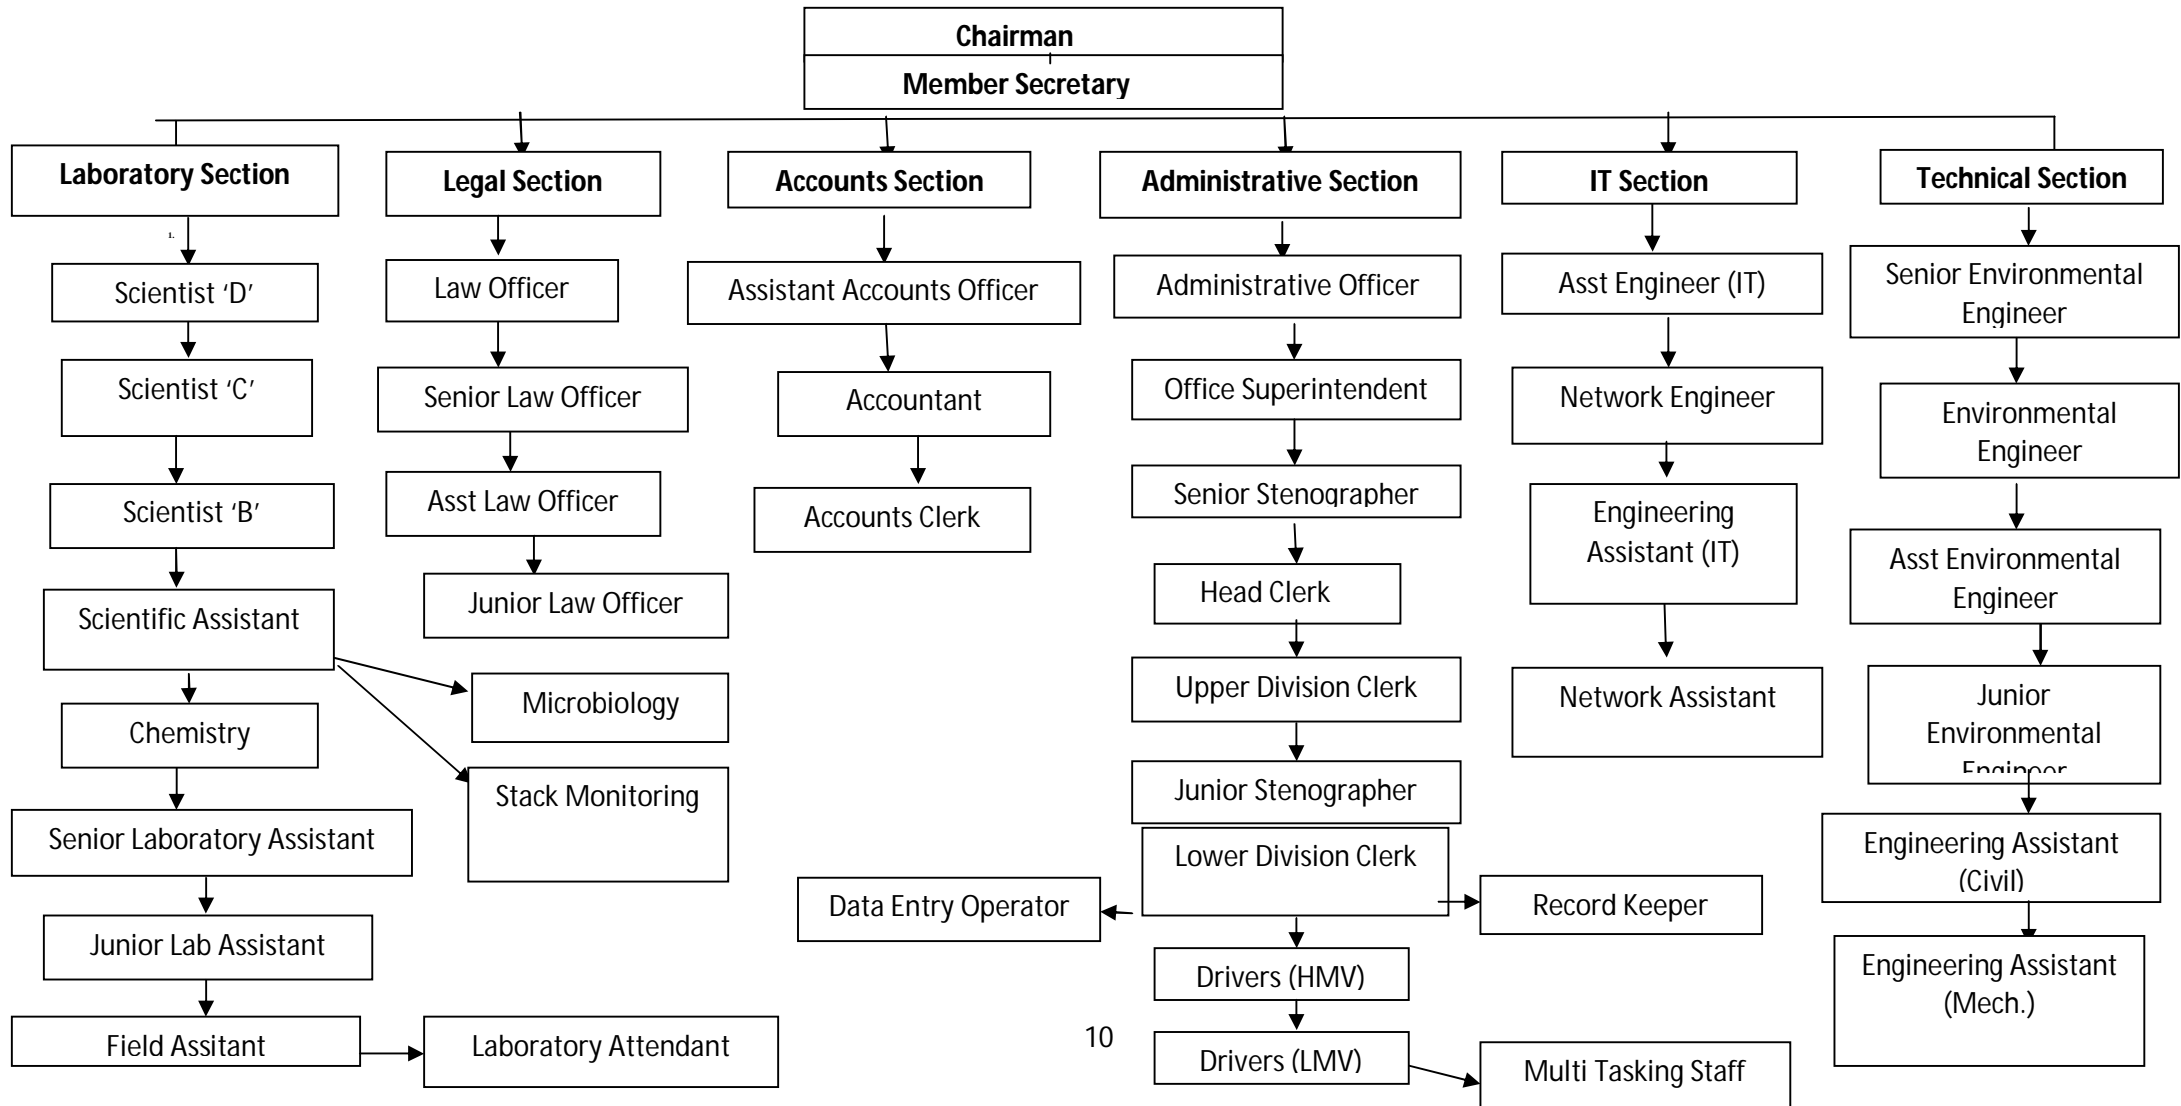 Chairman
Member Secretary
Laboratory Section
Legal Section
Accounts Section
Administrative Section
IT Section
Technical Section
1.
Scientist ‘D’
Scientist ‘C’
Scientist ‘B’
Scientific Assistant
Microbiology
Chemistry
Stack Monitoring
Senior Laboratory Assistant
Junior Lab Assistant
Field Assitant
Laboratory Attendant
Law Officer
Senior Law Officer
Asst Law Officer
Junior Law Officer
Assistant Accounts Officer
Accountant
Accounts Clerk
Administrative Officer
Office Superintendent
Senior Stenographer
Head Clerk
Upper Division Clerk
Junior Stenographer
Lower Division Clerk
Data Entry Operator
Record Keeper
Drivers (HMV)
Drivers (LMV)
Multi Tasking Staff
Asst Engineer (IT)
Network Engineer
Engineering
Assistant (IT)
Network Assistant
Senior Environmental
Engineer
Environmental
Engineer
Asst Environmental
Engineer
Junior
Environmental
Engineer
Engineering Assistant
(Civil)
Engineering Assistant
(Mech.)
10